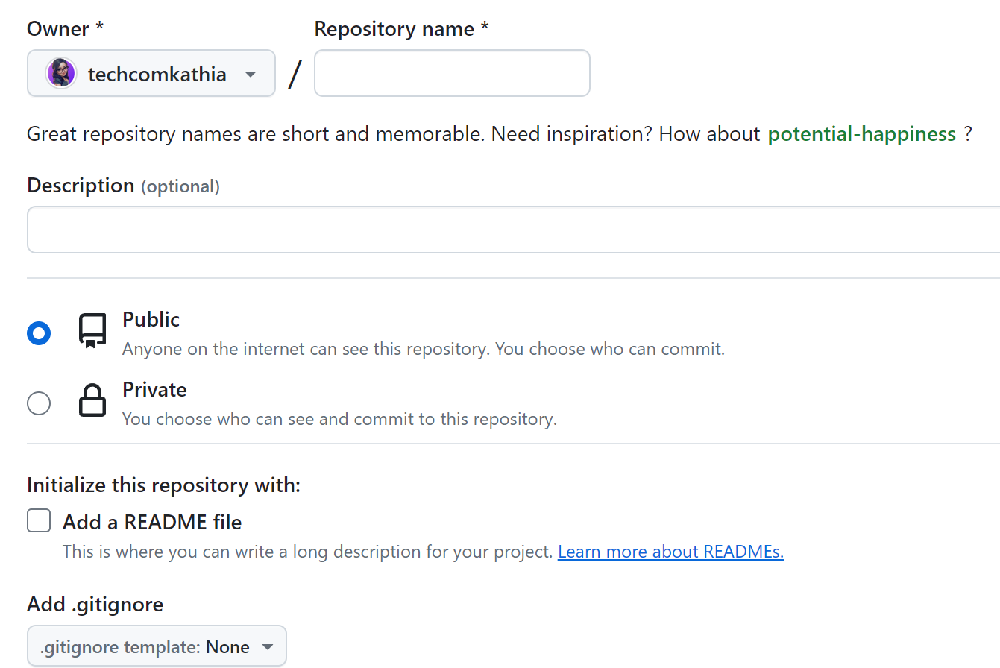 Owner * Repository name *
techcomkathia /
Great repository names are short and memorable. Need inspiration? How about potential-happiness ?
Description (optional)
Public
Anyone on the internet can see this repository. You choose who can commit.
Private
You choose who can see and commit to this repository.
Initialize this repository with:
Add a README file
This is where you can write a long description for your project. Learn more about READMEs.
Add .gitignore
.gitignore template: None